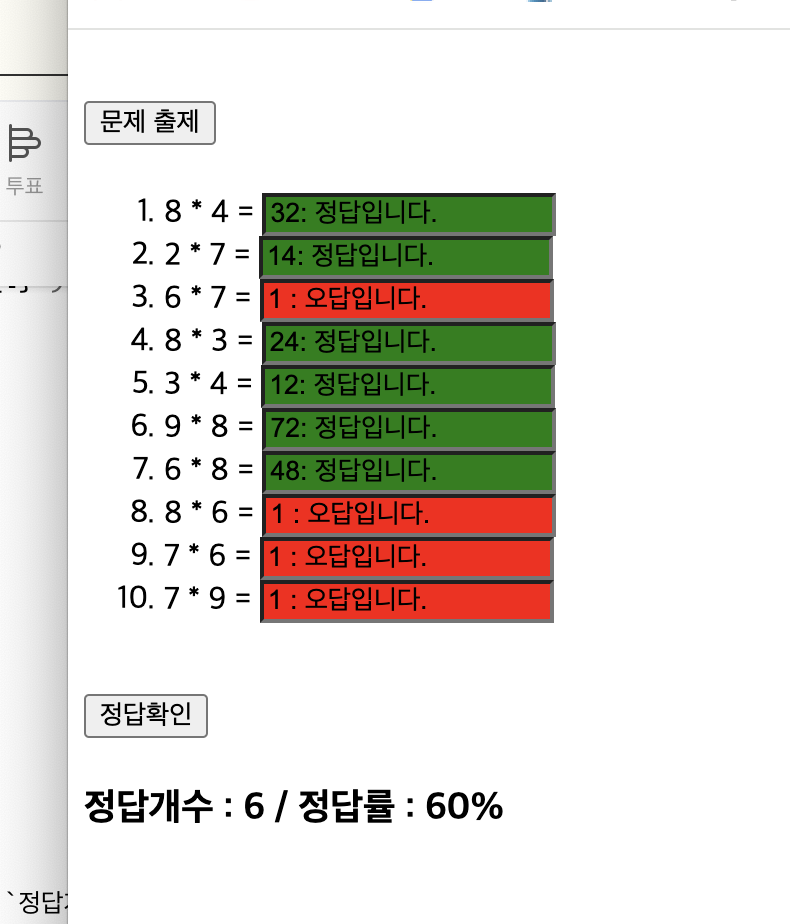 투표
문제 출제
1. 8 * 4 = 32: 정답입니다.
2. 2 * 7 = 14: 정답입니다.
3. 6 * 7 = 1 : 오답입니다.
4. 8 * 3 = 24: 정답입니다.
5. 3 * 4 = 12: 정답입니다.
6. 9 * 8 = 72: 정답입니다.
7. 6 * 8 = 48: 정답입니다.
8. 8 * 6 = 1 : 오답입니다.
9. 7 * 6 = 1 : 오답입니다.
10. 7 * 9 = 1 : 오답입니다.
정답확인
정답개수 : 6 / 정답률 : 60%
`정답